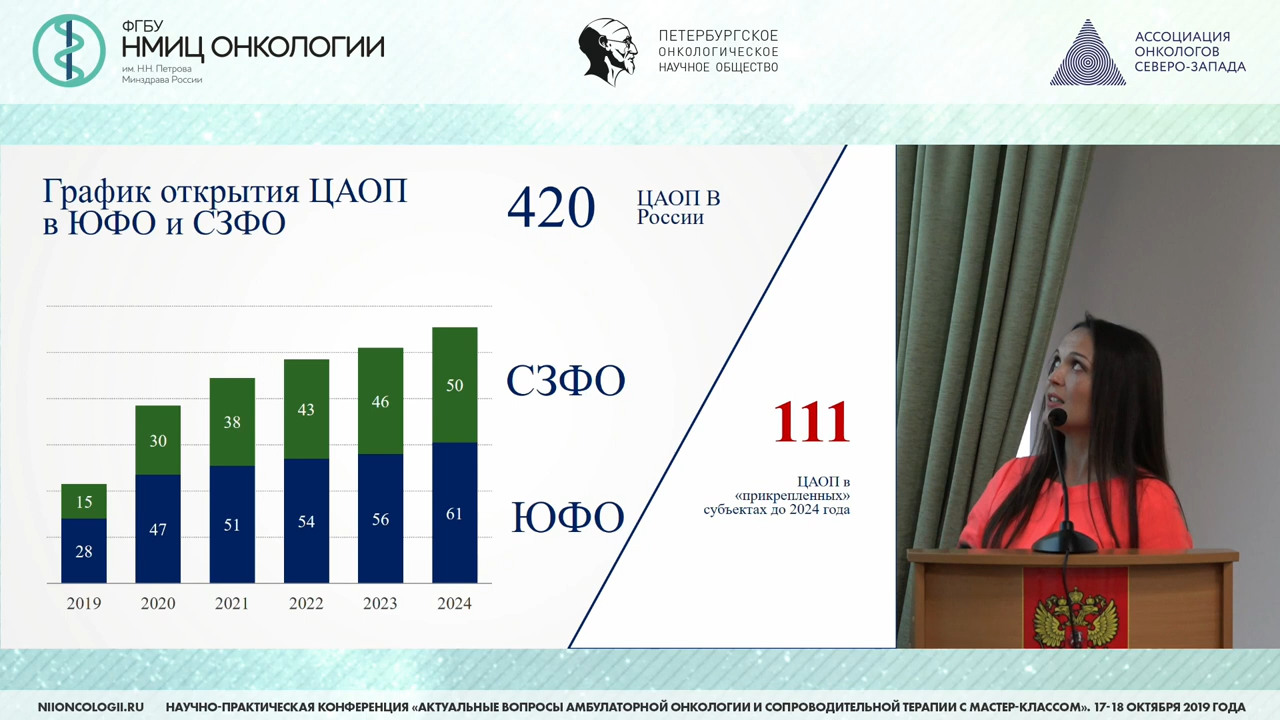 ФГБУ
НМИЦ ОНКОЛОГИИ
им. Н.Н. Петрова
Минздрава России
ПЕТЕРБУРГСКОЕ
ОНКОЛОГИЧЕСКОЕ
НАУЧНОЕ ОБЩЕСТВО
АССОЦИАЦИЯ
ОНКОЛОГОВ
СЕВЕРО-ЗАПАДА
График открытия ЦАОП
в ЮФО и СЗФО
420
ЦАОП В
России
15
30
38
43
46
50
28
47
51
54
56
61
2019
2020
2021
2022
2023
2024
СЗФО
ЮФО
111
ЦАОП в
«прикрепленных»
субъектах до 2024 года
NIIONCOLOGII.RU
НАУЧНО-ПРАКТИЧЕСКАЯ КОНФЕРЕНЦИЯ «АКТУАЛЬНЫЕ ВОПРОСЫ АМБУЛАТОРНОЙ ОНКОЛОГИИ И СОПРОВОДИТЕЛЬНОЙ ТЕРАПИИ С МАСТЕР-КЛАССОМ». 17-18 ОКТЯБРЯ 2019 ГОДА